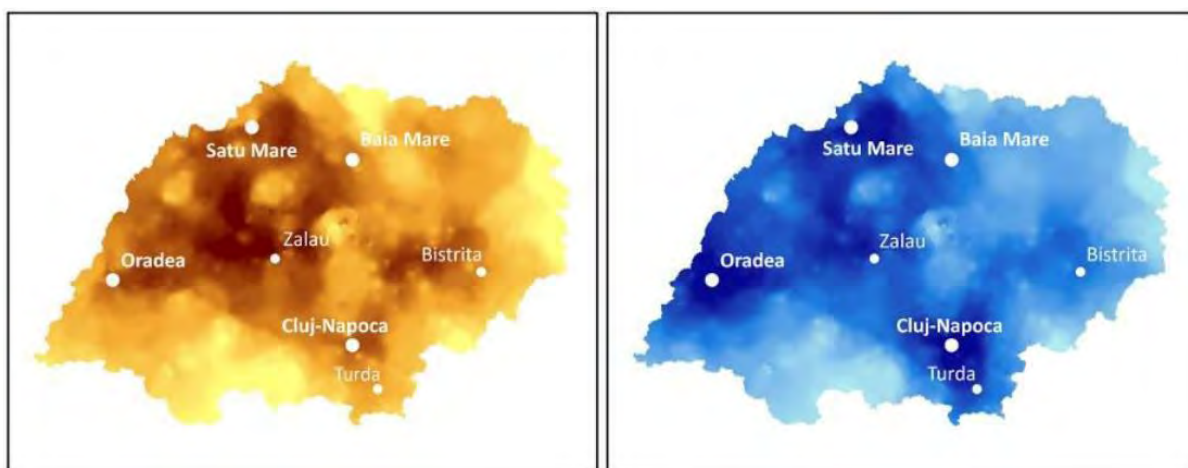 Baia Mare
Satu Mare
Zalau
Bistrita
Oradea
Cluj-Napoca
Turda
Baia Mare
Satu Mare
Zalau
Bistrita
Oradea
Cluj-Napoca
Turda